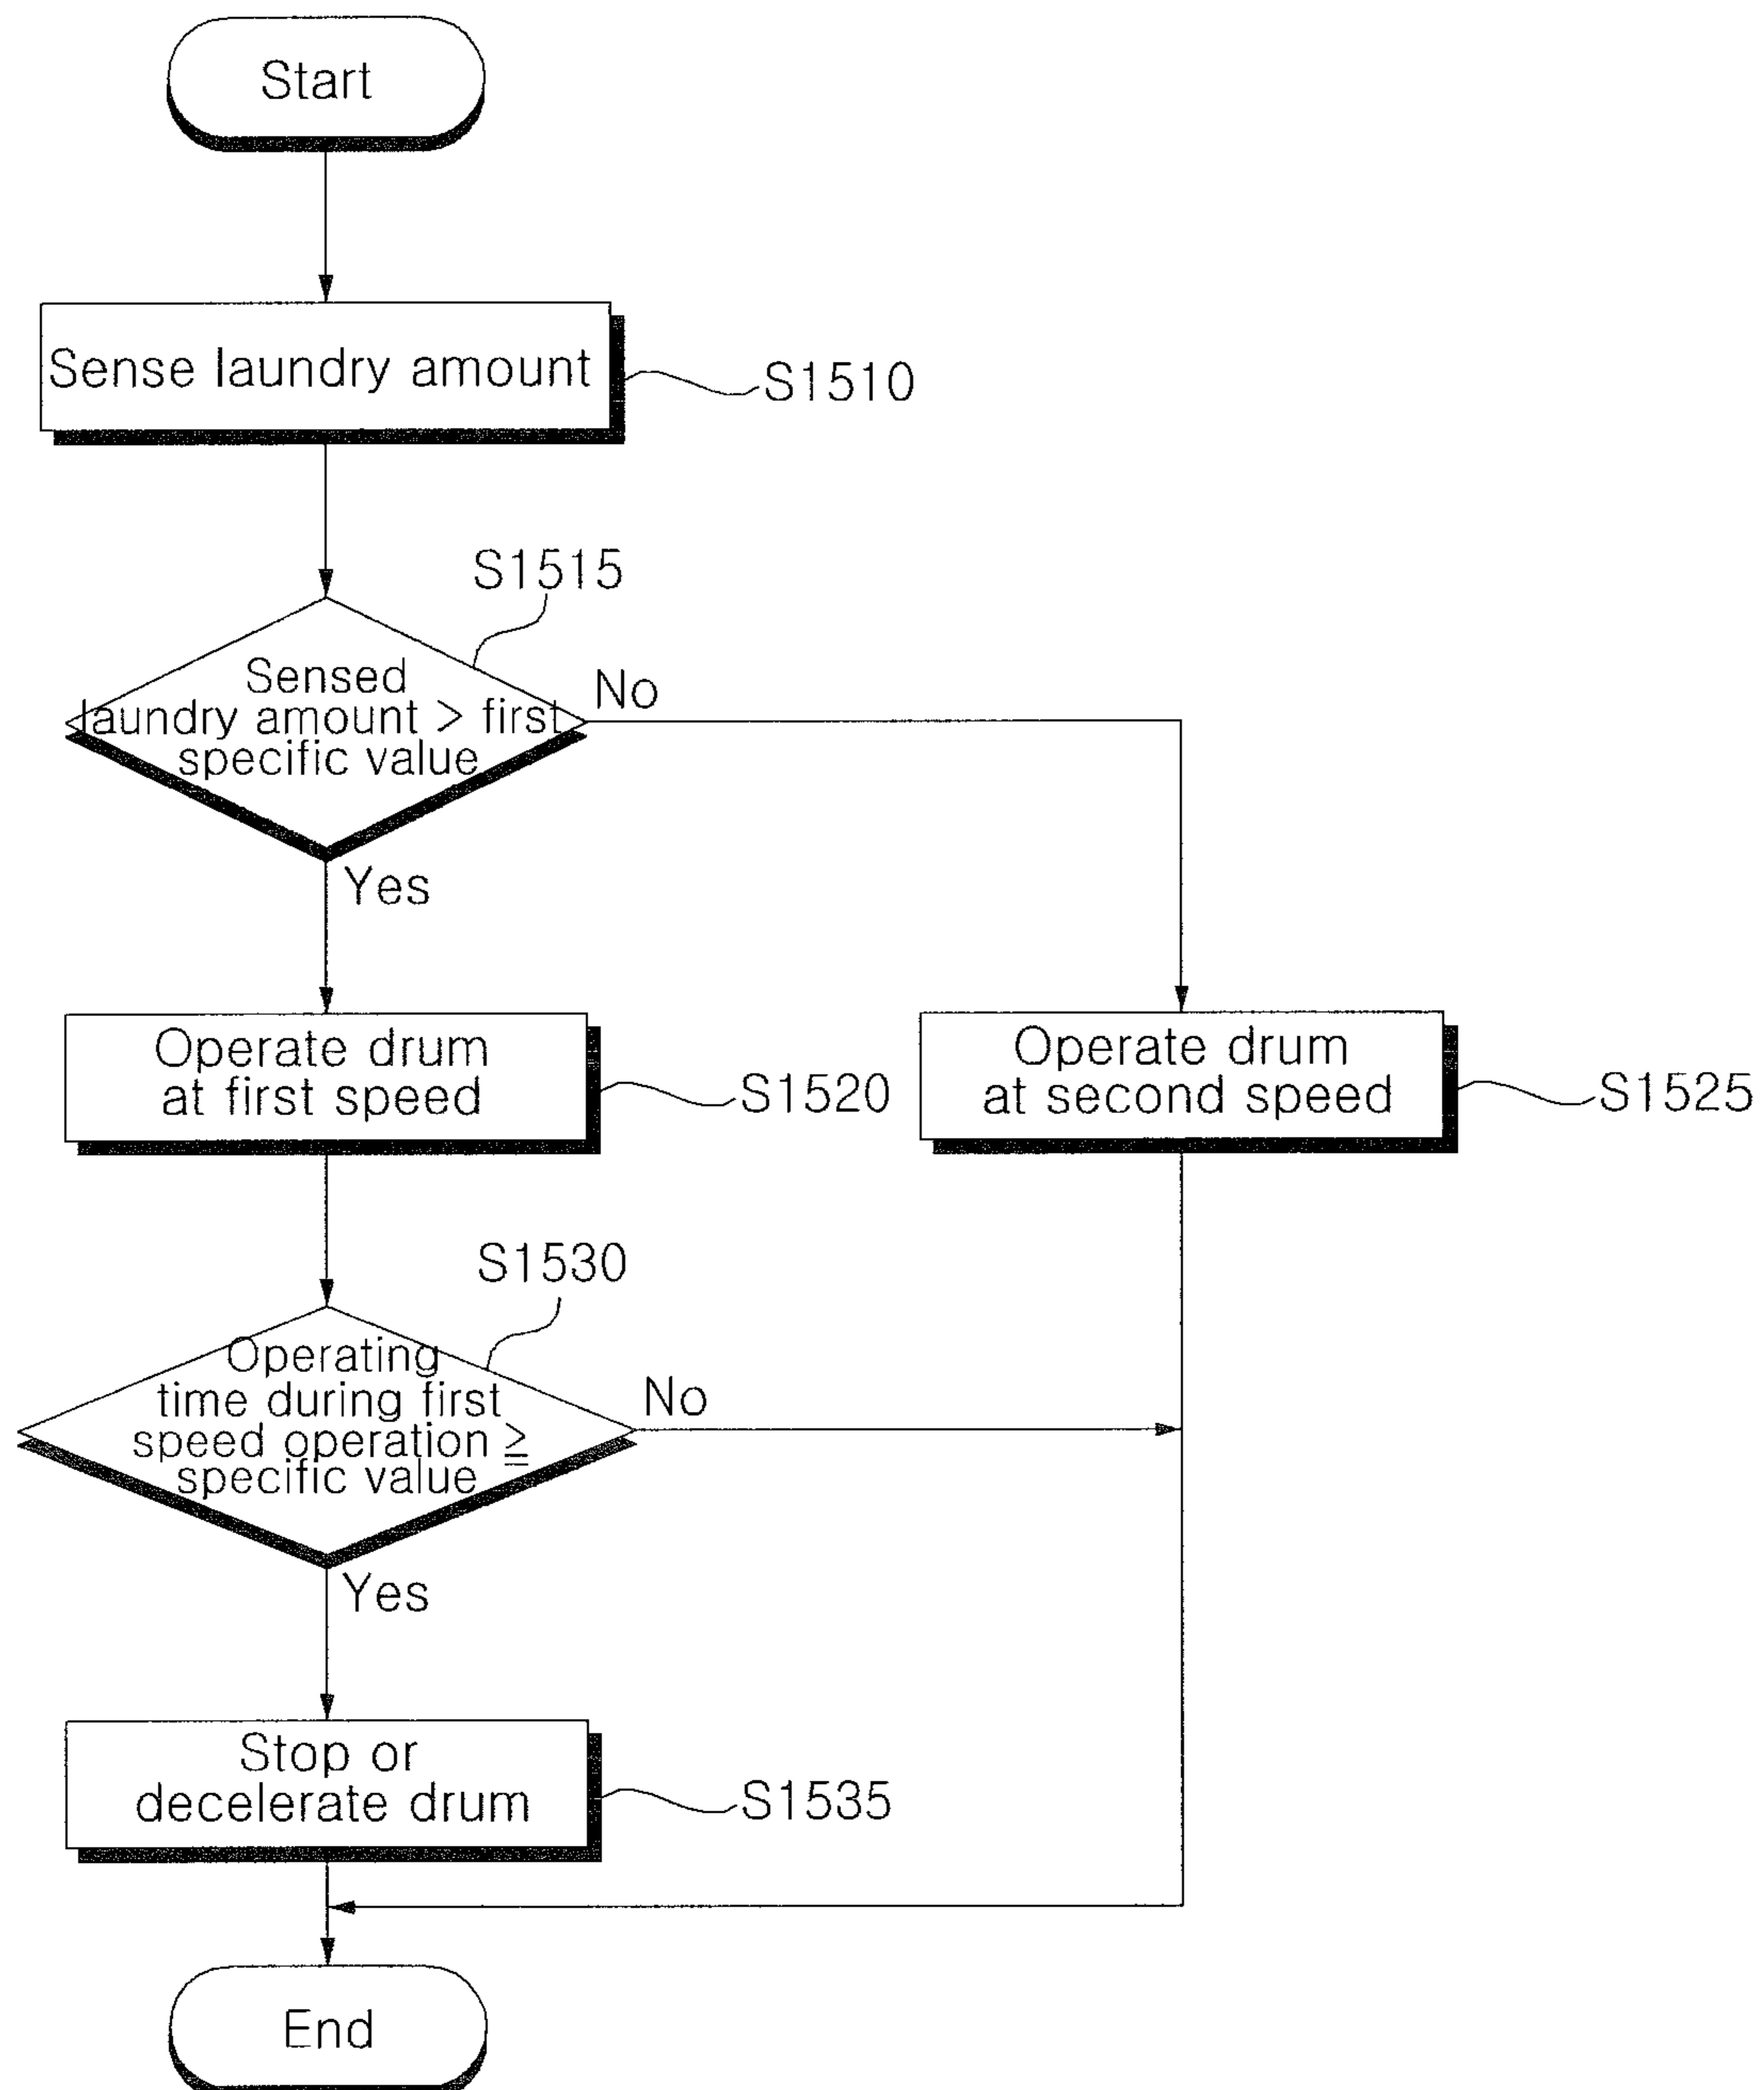 Start
Sense laundry amount
S1510
S1515
Sensed
laundry amount > first
specific value
No
Yes
Operate drum
at first speed
S1520
Operate drum
at second speed
S1525
S1530
Operating
time during first
speed operation ≧
specific value
No
Yes
Stop or
decelerate drum
S1535
End